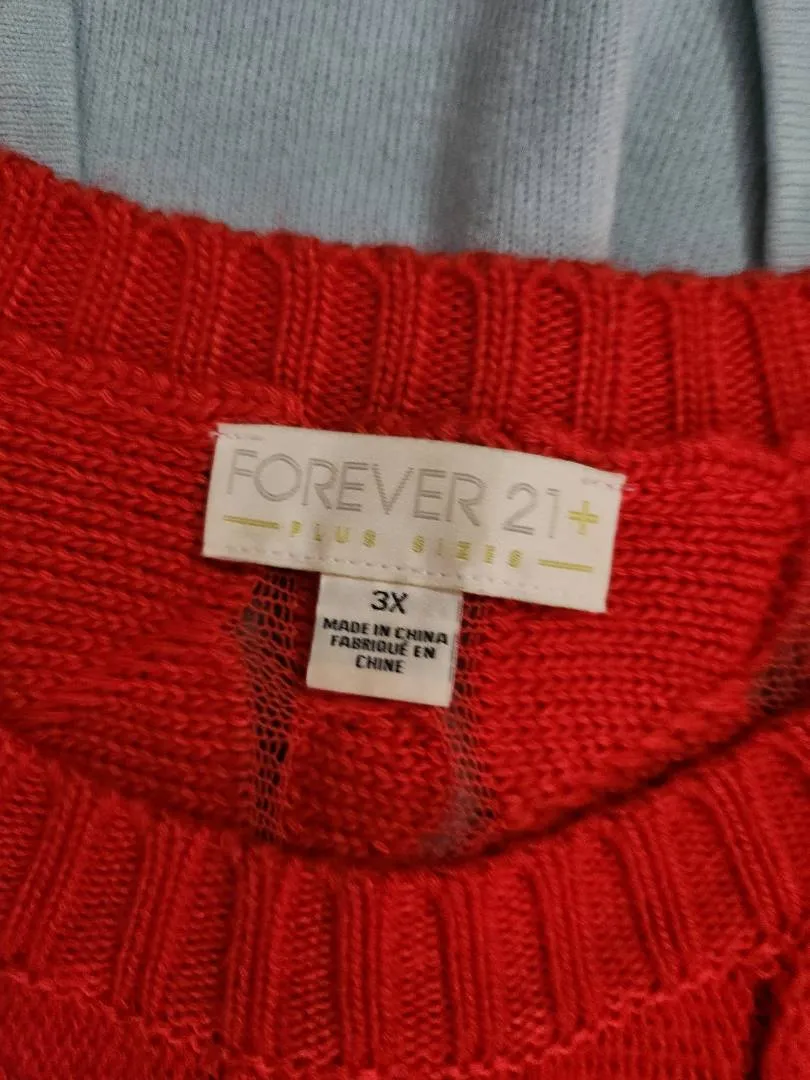 FOREVER 21+
PLUS SIZES
3X
MADE IN CHINA
FABRIQUÉ EN
CHINE